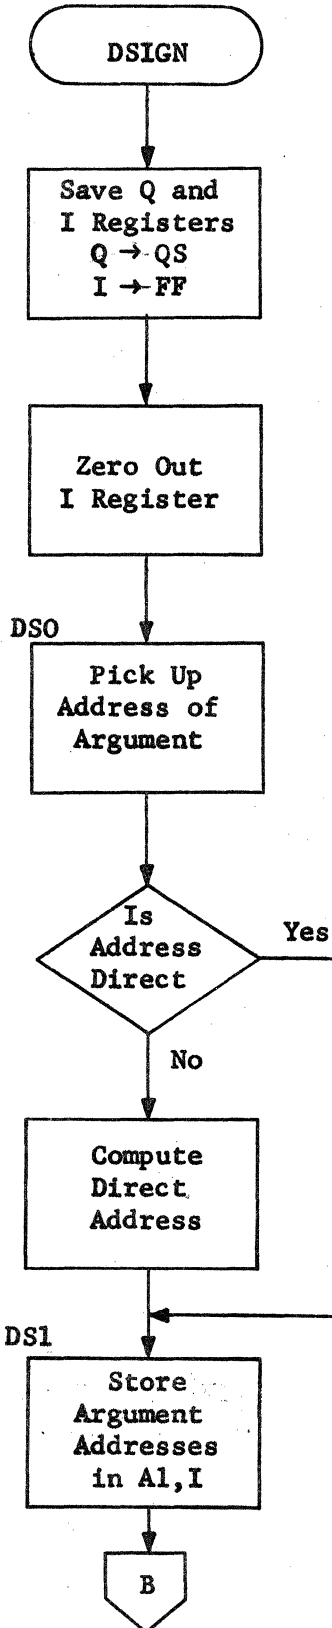 DSIGN
Save Q and
I Registers
Q → QS
I → FF
Zero Out
I Register
DS0
Pick Up
Address of
Argument
Is
Address
Direct
Yes
No
Compute
Direct
Address
DS1
Store
Argument
Addresses
in A1,I
B